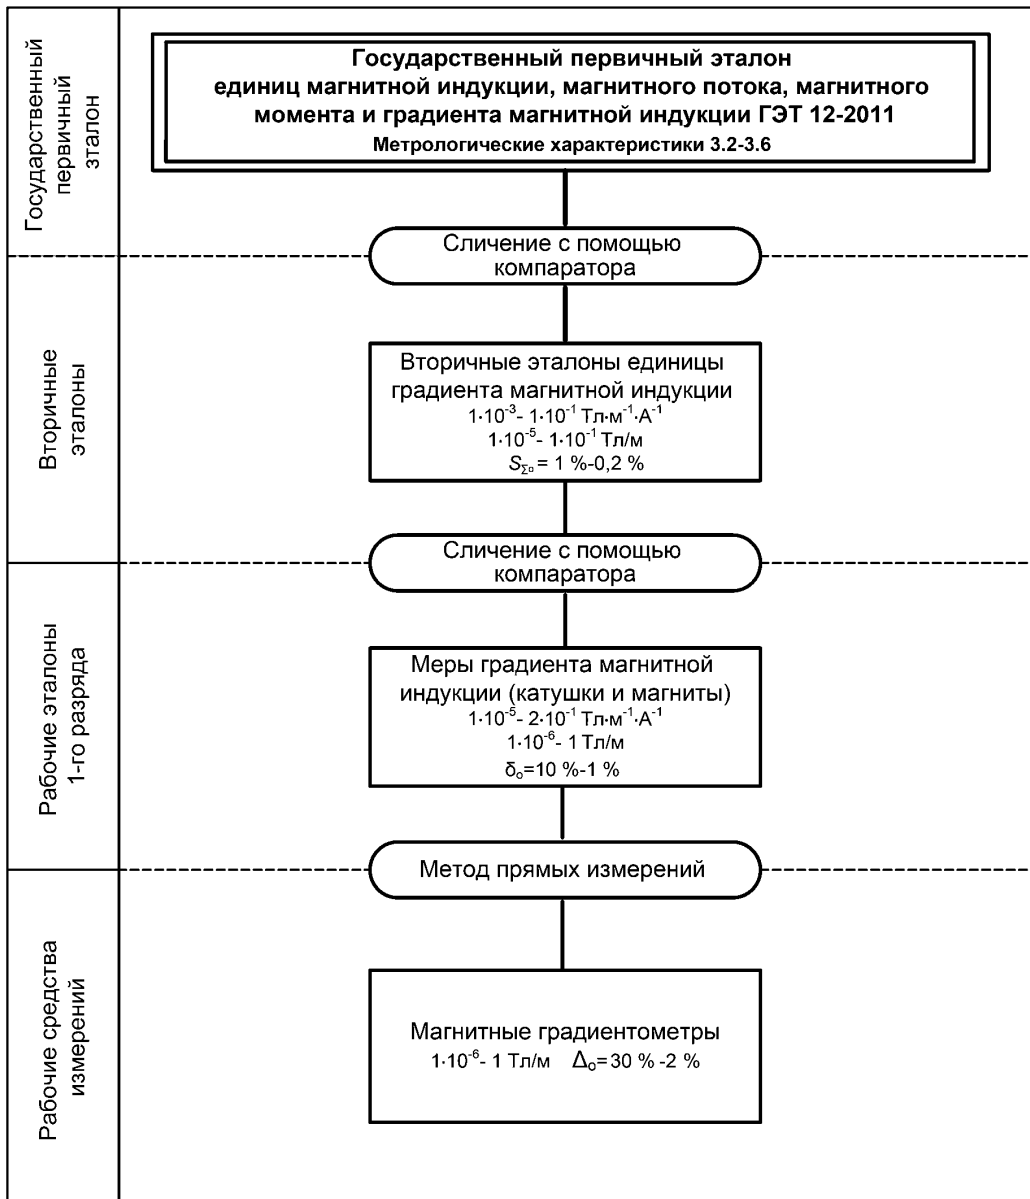 Государственный
первичный
эталон
Государственный первичный эталон
единиц магнитной индукции, магнитного потока, магнитного
момента и градиента магнитной индукции ГЭТ 12-2011
Метрологические характеристики 3.2-3.6
Сличение с помощью
компаратора
Вторичные
эталоны
Вторичные эталоны единицы
градиента магнитной индукции
1·10⁻³- 1·10⁻¹ Тл·м⁻¹·А⁻¹
1·10⁻⁵- 1·10⁻¹ Тл/м
S_Σₒ = 1 %-0,2 %
Сличение с помощью
компаратора
Рабочие эталоны
1-го разряда
Меры градиента магнитной
индукции (катушки и магниты)
1·10⁻⁵- 2·10⁻¹ Тл·м⁻¹·А⁻¹
1·10⁻⁶- 1 Тл/м
δₒ=10 %-1 %
Метод прямых измерений
Рабочие средства
измерений
Магнитные градиентометры
1·10⁻⁶- 1 Тл/м Δₒ=30 % -2 %